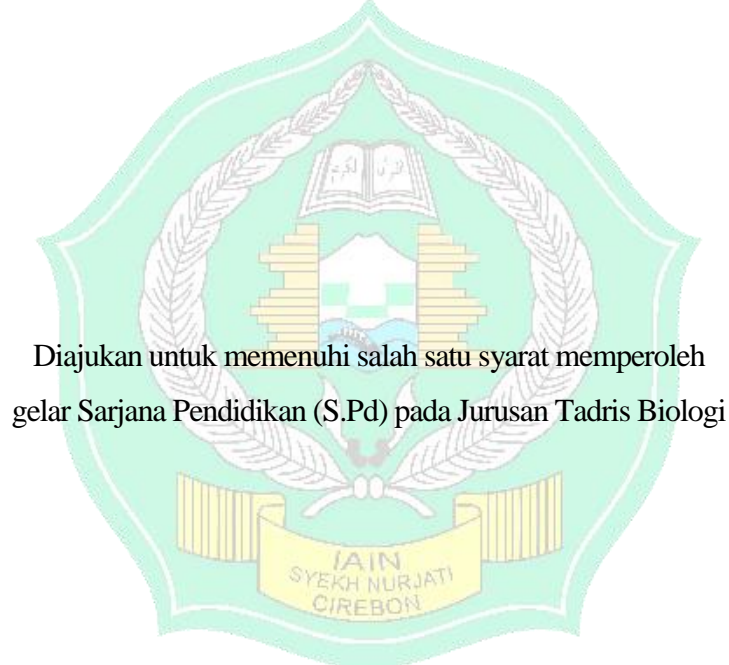 Diajukan untuk memenuhi salah satu syarat memperoleh
gelar Sarjana Pendidikan (S.Pd) pada Jurusan Tadris Biologi
IAIN
SYEKH NURJATI
CIREBON